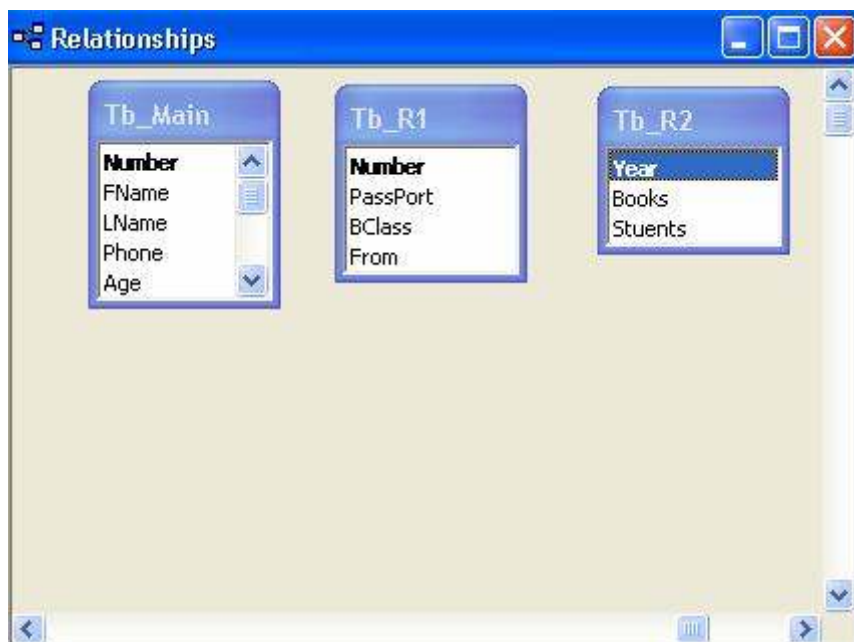 Relationships
Tb_Main
Number
FName
LName
Phone
Age
Tb_R1
Number
PassPort
BClass
From
Tb_R2
Year
Books
Stuents